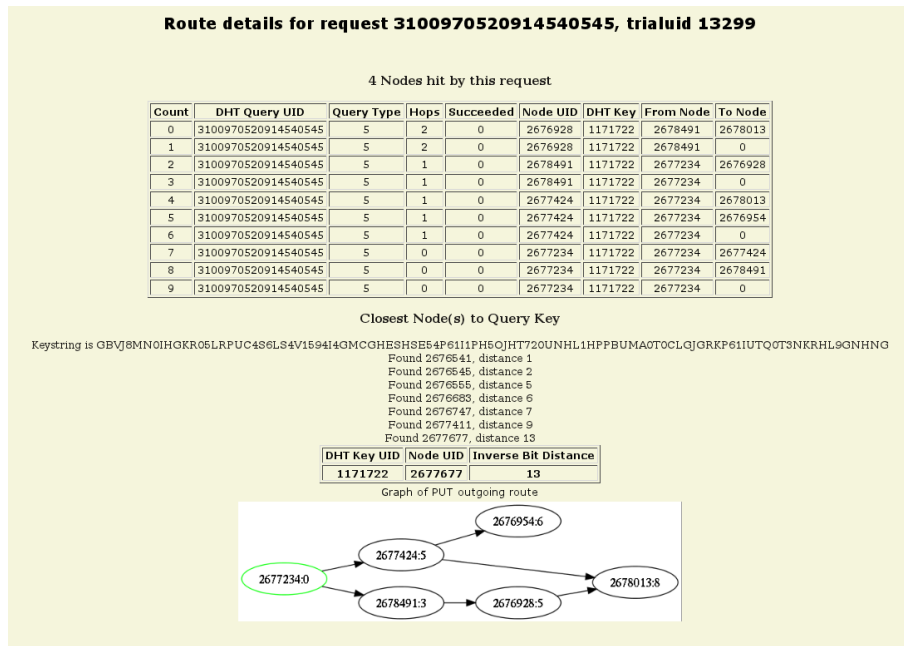 Route details for request 3100970520914540545, trialuid 13299
4 Nodes hit by this request
Count DHT Query UID Query Type Hops Succeeded Node UID DHT Key From Node To Node
0 3100970520914540545 5 2 0 2676928 1171722 2678491 2678013
1 3100970520914540545 5 2 0 2676928 1171722 2678491 0
2 3100970520914540545 5 1 0 2678491 1171722 2677234 2676928
3 3100970520914540545 5 1 0 2678491 1171722 2677234 0
4 3100970520914540545 5 1 0 2677424 1171722 2677234 2678013
5 3100970520914540545 5 1 0 2677424 1171722 2677234 2676954
6 3100970520914540545 5 1 0 2677424 1171722 2677234 0
7 3100970520914540545 5 0 0 2677234 1171722 2677234 2677424
8 3100970520914540545 5 0 0 2677234 1171722 2677234 2678491
9 3100970520914540545 5 0 0 2677234 1171722 2677234 0
Closest Node(s) to Query Key
Keystring is GBVJ8MN0IHGKR05LRPUC4S6LS4V1594I4GMCGHESHSE54P61I1PH5OJHT720UNHL1HPPBUMA0T0CLGJGRKP61IUTQ0T3NKRHL9GNHNG
Found 2676541, distance 1
Found 2676545, distance 2
Found 2676555, distance 5
Found 2676683, distance 6
Found 2676747, distance 7
Found 2677411, distance 9
Found 2677677, distance 13
DHT Key UID Node UID Inverse Bit Distance
1171722 2677677 13
Graph of PUT outgoing route
2676954:6
2677424:5
2677234:0
2678013:8
2678491:3
2676928:5